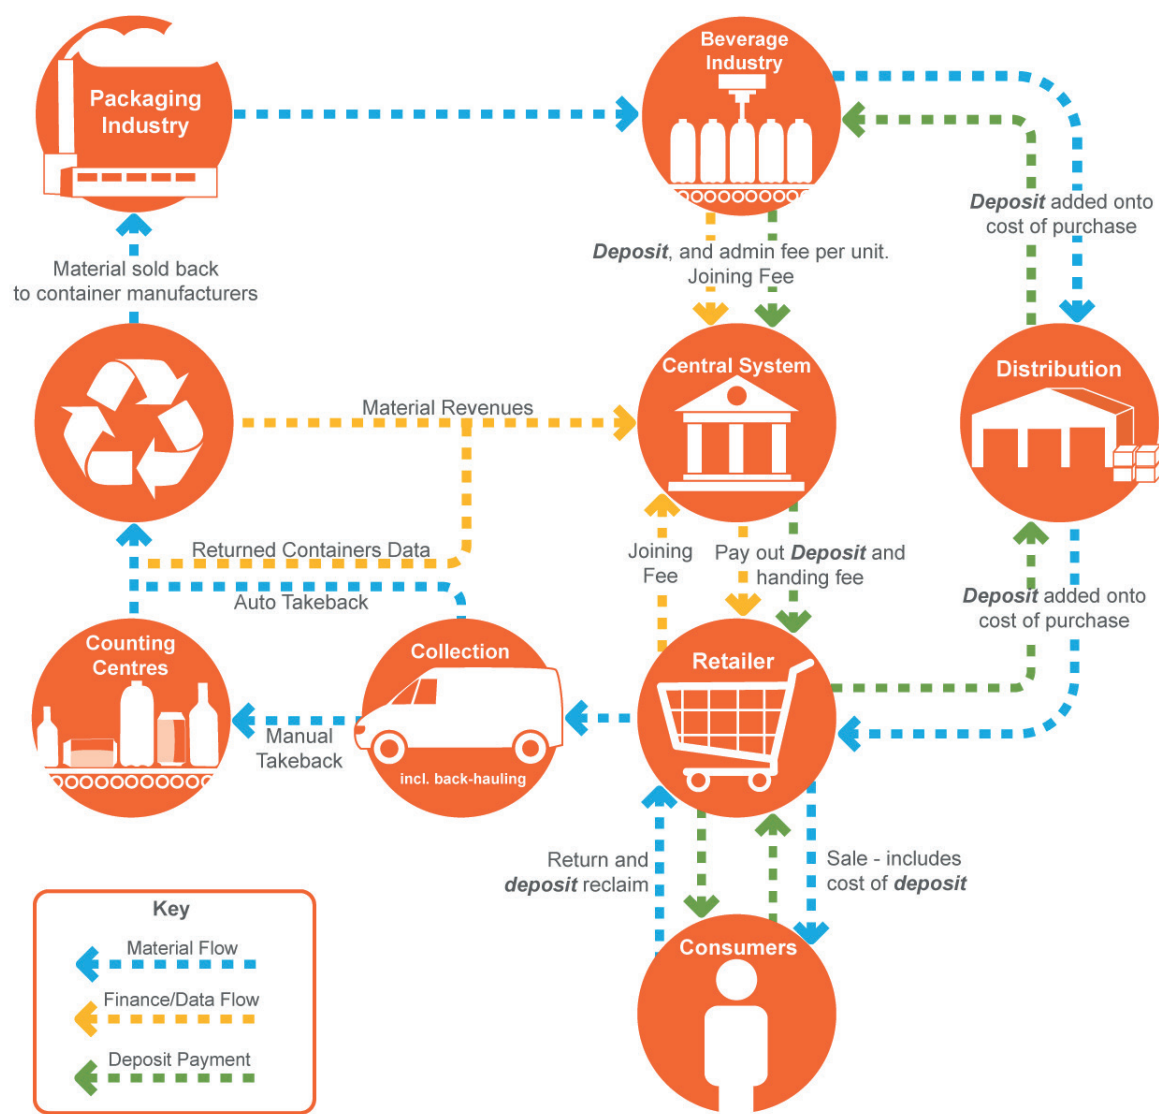 Packaging
Industry
Beverage
Industry
Deposit added onto
cost of purchase
Deposit, and admin fee per unit.
Joining Fee
Material sold back
to container manufacturers
Central System
Distribution
Material Revenues
Returned Containers Data
Auto Takeback
Joining
Fee
Pay out Deposit and
handing fee
Deposit added onto
cost of purchase
Counting
Centres
Collection
incl. back-hauling
Retailer
Manual
Takeback
Return and
deposit reclaim
Sale - includes
cost of deposit
Consumers
Key
Material Flow
Finance/Data Flow
Deposit Payment